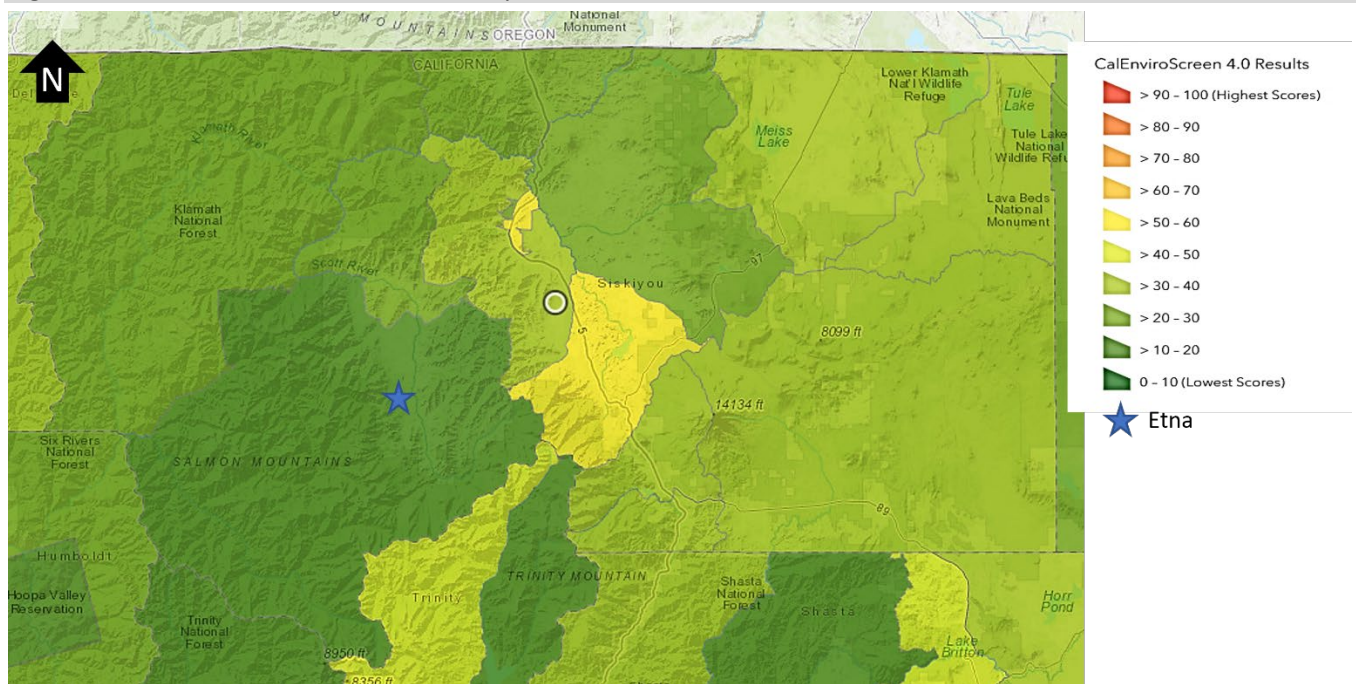 National
Monument
U MOUNTAINS
OREGON
N
CALIFORNIA
Klamath River
Lower Klamath
Nat'l Wildlife
Refuge
Tule
Lake
Meiss
Lake
Tule Lake
National
Wildlife Refu
Klamath
National
Forest
Lava Beds
National
Monument
Scott River
97
Siskiyou
5
8099 ft
14134 ft
Six Rivers
National
Forest
SALMON MOUNTAINS
89
Humboldt
Hoopa Valley
Reservation
TRINITY MOUNTAIN
Trinity
Shasta
National
Forest
Shasta
Horr
Pond
Trinity
National
Forest
Lake
Britton
8950 ft
8356 ft
CalEnviroScreen 4.0 Results
> 90 – 100 (Highest Scores)
> 80 – 90
> 70 – 80
> 60 – 70
> 50 – 60
> 40 – 50
> 30 – 40
> 20 – 30
> 10 – 20
0 – 10 (Lowest Scores)
Etna